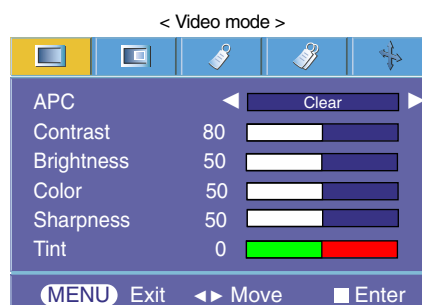 < Video mode >
APC ◀ Clear ▶
Contrast 80
Brightness 50
Color 50
Sharpness 50
Tint 0
MENU Exit ◄► Move Enter